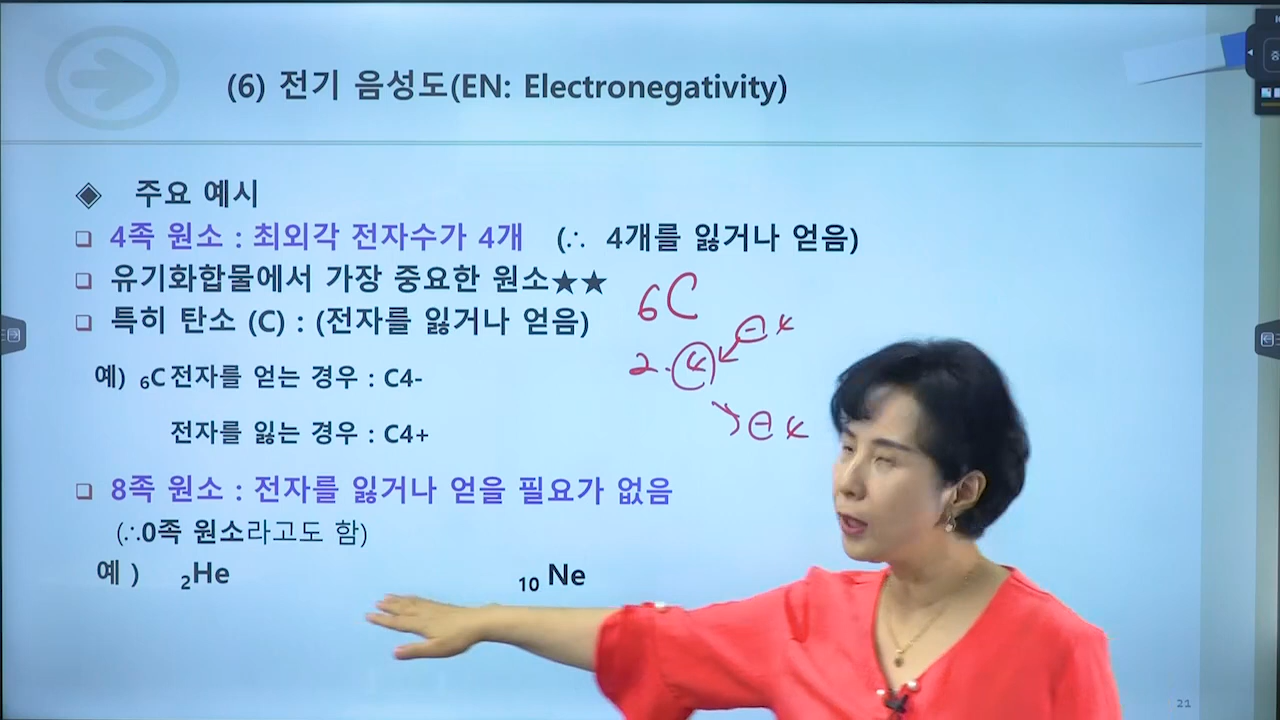 (6) 전기 음성도(EN: Electronegativity)
◈ 주요 예시
❑ 4족 원소 : 최외각 전자수가 4개 (∴ 4개를 잃거나 얻음)
❑ 유기화합물에서 가장 중요한 원소★★
❑ 특히 탄소 (C) : (전자를 잃거나 얻음)
6C
2·4 ⊖4
⊖4
예) ₆C 전자를 얻는 경우 : C4-
전자를 잃는 경우 : C4+
❑ 8족 원소 : 전자를 잃거나 얻을 필요가 없음
(∴0족 원소라고도 함)
예 ) ₂He ₁₀ Ne
21